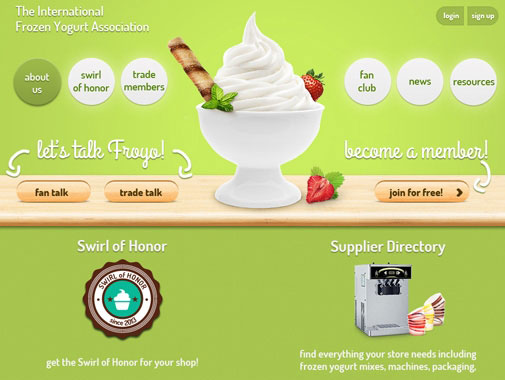 The International
Frozen Yogurt Association
login
sign up
about
us
swirl
of honor
trade
members
fan
club
news
resources
let's talk Froyo!
become a member!
fan talk
trade talk
join for free!
Swirl of Honor
Supplier Directory
SWIRL of HONOR
since 2013
get the Swirl of Honor for your shop!
find everything your store needs including
frozen yogurt mixes, machines, packaging,